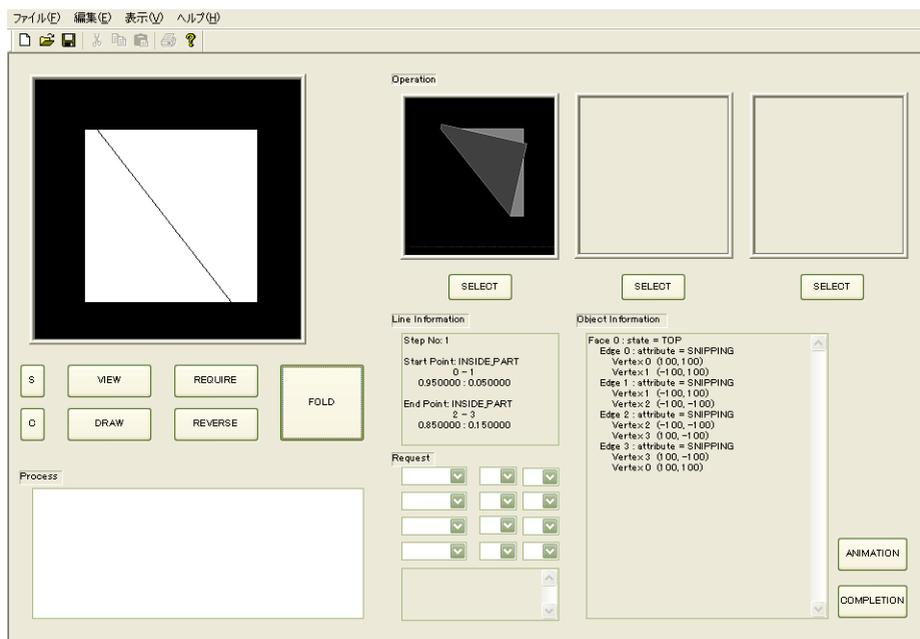 ファイル(F) 編集(E) 表示(V) ヘルプ(H)
Operation
SELECT SELECT SELECT
Line Information
Step No: 1
Start Point: INSIDE_PART
0 - 1
0.950000 : 0.050000
End Point: INSIDE_PART
2 - 3
0.850000 : 0.150000
Object Information
Face 0 : state = TOP
Edge 0 : attribute = SNIPPING
Vertex 0 (100, 100)
Vertex 1 (-100, 100)
Edge 1 : attribute = SNIPPING
Vertex 1 (-100, 100)
Vertex 2 (-100, -100)
Edge 2 : attribute = SNIPPING
Vertex 2 (-100, -100)
Vertex 3 (100, -100)
Edge 3 : attribute = SNIPPING
Vertex 3 (100, -100)
Vertex 0 (100, 100)
S VIEW REQUIRE FOLD
C DRAW REVERSE
Request
Process
ANIMATION
COMPLETION